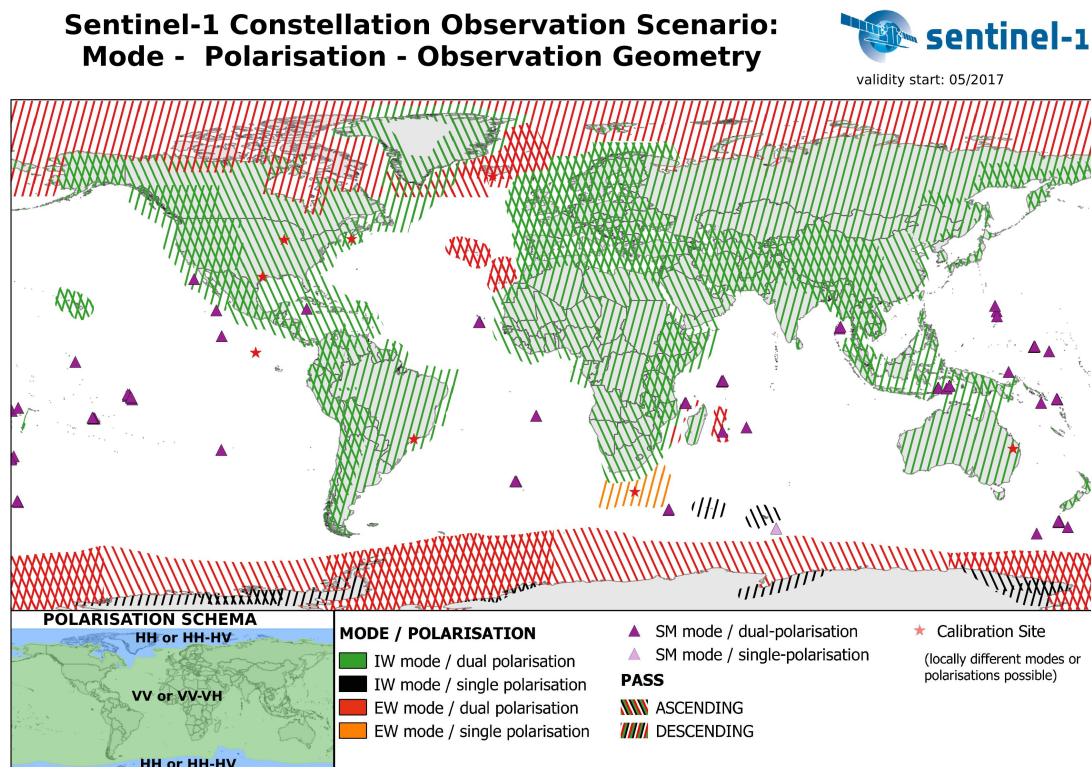 Sentinel-1 Constellation Observation Scenario:
Mode -  Polarisation - Observation Geometry
sentinel-1
validity start: 05/2017
POLARISATION SCHEMA
HH or HH-HV
VV or VV-VH
HH or HH-HV
MODE / POLARISATION
IW mode / dual polarisation
IW mode / single polarisation
EW mode / dual polarisation
EW mode / single polarisation
SM mode / dual-polarisation
SM mode / single-polarisation
PASS
ASCENDING
DESCENDING
Calibration Site
(locally different modes or
polarisations possible)